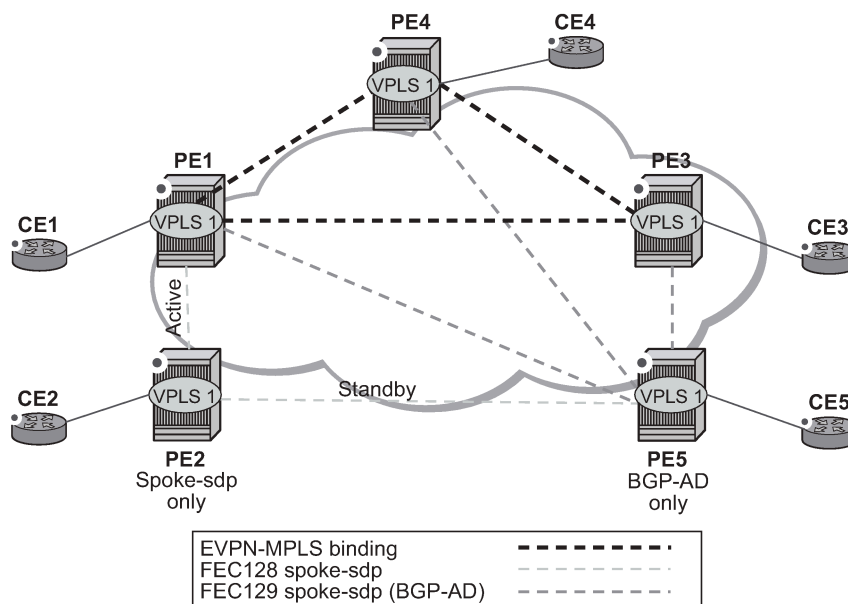 PE4
CE4
VPLS 1
PE1
PE3
CE1
VPLS 1
VPLS 1
CE3
Active
VPLS 1
Standby
VPLS 1
CE2
CE5
PE2
Spoke-sdp
only
PE5
BGP-AD
only
EVPN-MPLS binding
FEC128 spoke-sdp
FEC129 spoke-sdp (BGP-AD)